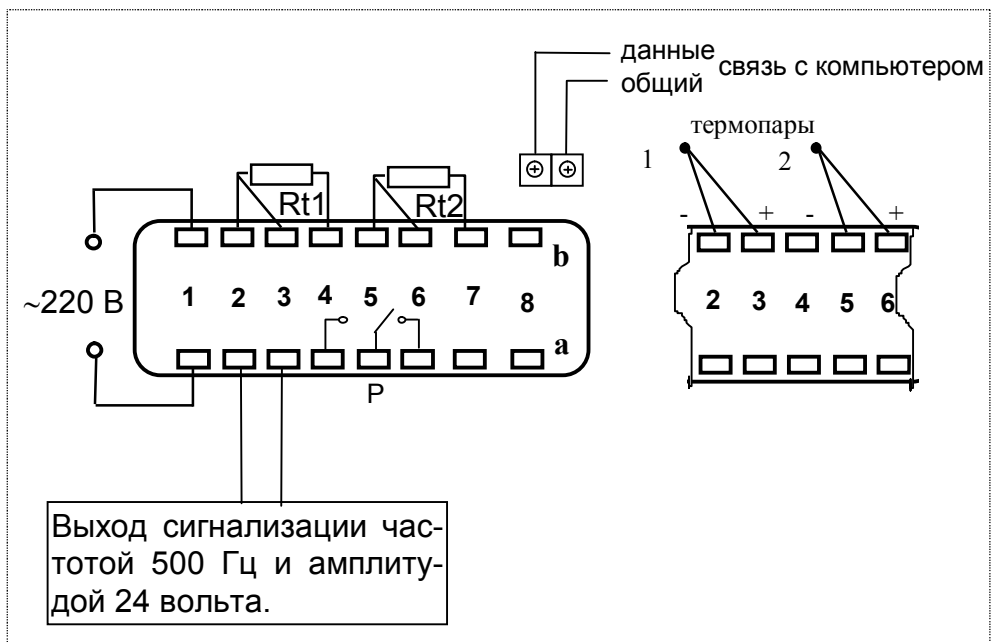 данные
общий
связь с компьютером
термопары
1
2
Rt1
Rt2
- + - +
b
~220 В
1 2 3 4 5 6 7 8
2 3 4 5 6
a
P
Выход сигнализации час-
тотой 500 Гц и амплиту-
дой 24 вольта.